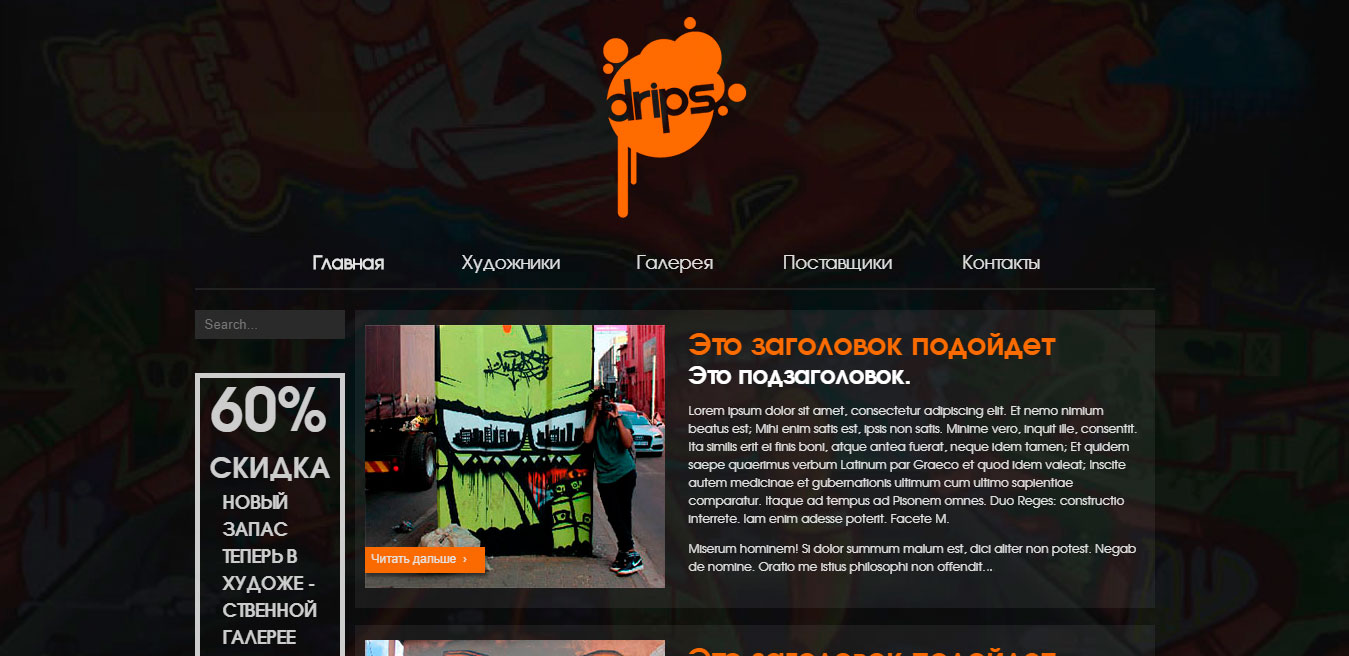 drips
Главная Художники Галерея Поставщики Контакты
Search...
60%
СКИДКА
НОВЫЙ
ЗАПАС
ТЕПЕРЬ В
ХУДОЖЕ -
СТВЕННОЙ
ГАЛЕРЕЕ
Читать дальше ›
Это заголовок подойдет
Это подзаголовок.
Lorem ipsum dolor sit amet, consectetur adipiscing elit. Et nemo nimium
beatus est; Mihi enim satis est, ipsis non satis. Minime vero, inquit ille, consentit.
Ita similis erit ei finis boni, atque antea fuerat, neque idem tamen; Et quidem
saepe quaerimus verbum Latinum par Graeco et quod idem valeat; Inscite
autem medicinae et gubernationis ultimum cum ultimo sapientiae
comparatur. Itaque ad tempus ad Pisonem omnes. Duo Reges: constructio
interrete. Iam enim adesse poterit. Facete M.
Miserum hominem! Si dolor summum malum est, dici aliter non potest. Negab
de nomine. Oratio me istius philosophi non offendit...
Это заголовок подойдет